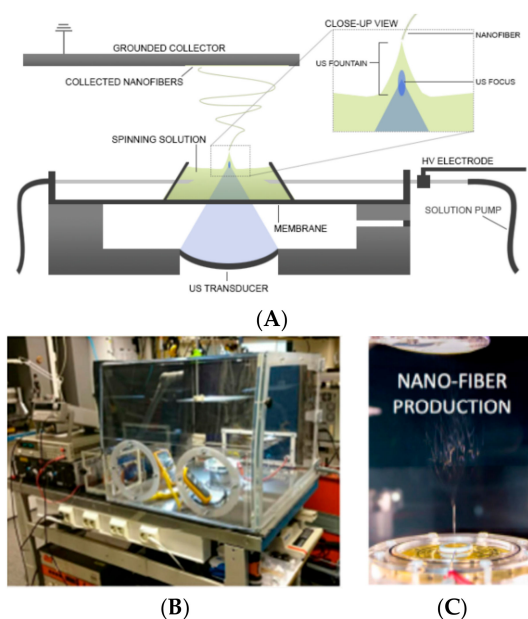 CLOSE-UP VIEW
NANOFIBER
US FOUNTAIN
US FOCUS
GROUNDED COLLECTOR
COLLECTED NANOFIBERS
SPINNING SOLUTION
HV ELECTRODE
SOLUTION PUMP
MEMBRANE
US TRANSDUCER
(A)
NANO-FIBER
PRODUCTION
(B)
(C)